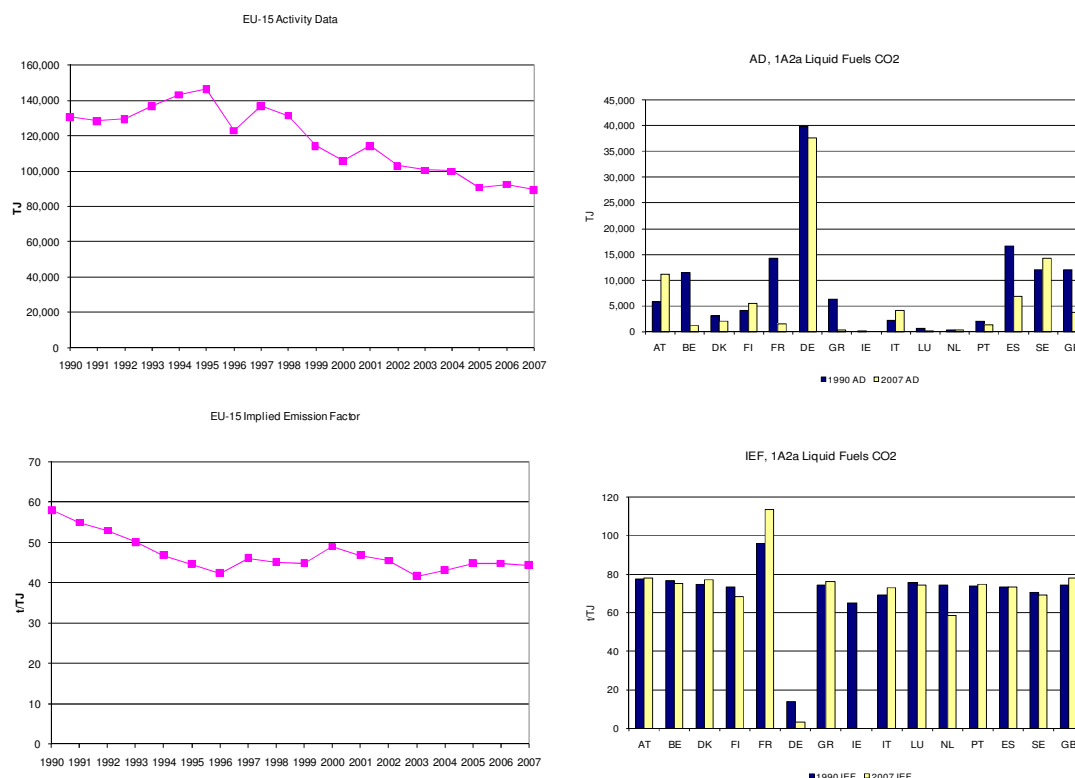 EU-15 Activity Data
160,000
140,000
120,000
100,000
80,000
60,000
40,000
20,000
0
TJ
1990 1991 1992 1993 1994 1995 1996 1997 1998 1999 2000 2001 2002 2003 2004 2005 2006 2007
AD, 1A2a Liquid Fuels CO2
45,000
40,000
35,000
30,000
25,000
20,000
15,000
10,000
5,000
0
TJ
AT BE DK FI FR DE GR IE IT LU NL PT ES SE GB
1990 AD 2007 AD
EU-15 Implied Emission Factor
70
60
50
40
30
20
10
0
t/TJ
1990 1991 1992 1993 1994 1995 1996 1997 1998 1999 2000 2001 2002 2003 2004 2005 2006 2007
IEF, 1A2a Liquid Fuels CO2
120
100
80
60
40
20
0
t/TJ
AT BE DK FI FR DE GR IE IT LU NL PT ES SE GB
1990 IEF 2007 IEF